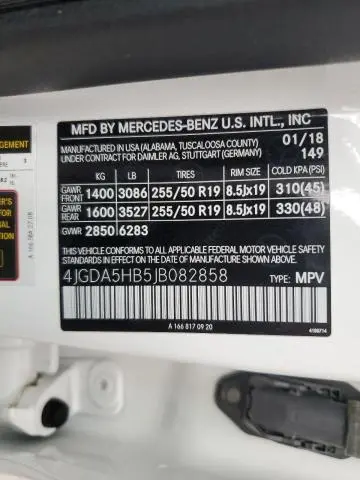 MFD BY MERCEDES-BENZ U.S. INTL., INC
MANUFACTURED IN USA (ALABAMA, TUSCALOOSA COUNTY) 01/18
UNDER CONTRACT FOR DAIMLER AG, STUTTGART (GERMANY) 149
KG LB TIRES RIM SIZE COLD KPA (PSI)
GAWR FRONT 1400 3086 255/50 R19 8.5Jx19 310(45)
GAWR REAR 1600 3527 255/50 R19 8.5Jx19 330(48)
GVWR 2850 6283
THIS VEHICLE CONFORMS TO ALL APPLICABLE FEDERAL MOTOR VEHICLE
SAFETY STANDARDS IN EFFECT ON THE DATE OF MANUFACTURE SHOWN ABOVE.
4JGDA5HB5JB082858 TYPE: MPV
A 166 817 09 20